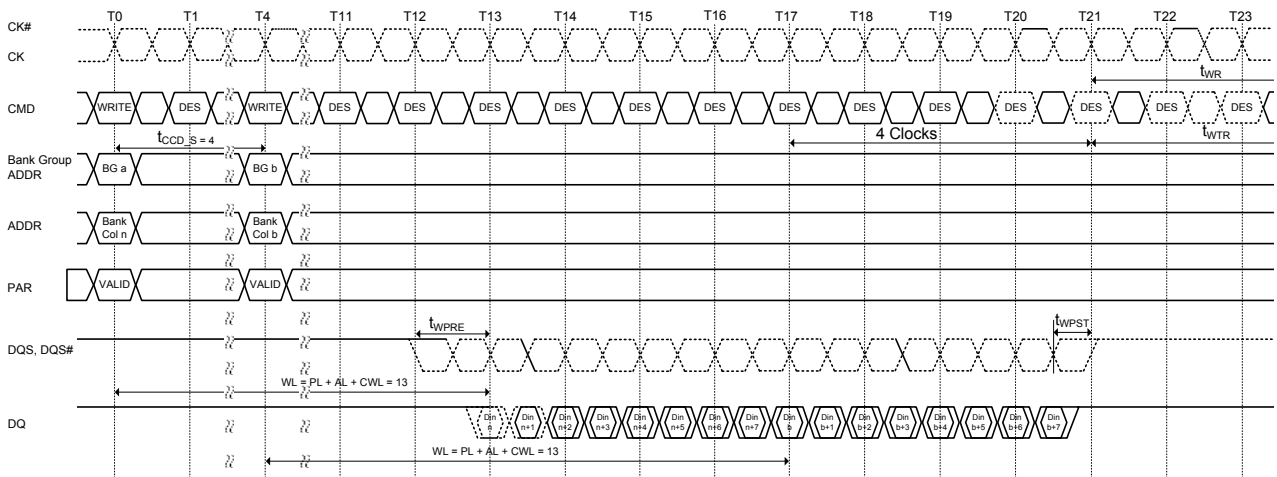 T0 T1 T4 T11 T12 T13 T14 T15 T16 T17 T18 T19 T20 T21 T22 T23
CK#
CK
tWR
CMD WRITE DES WRITE DES DES DES DES DES DES DES DES DES DES DES DES DES
tCCD_S = 4
4 Clocks
tWTR
Bank Group
ADDR
BG a BG b
ADDR
Bank
Col n
Bank
Col b
PAR VALID VALID
tWPRE
tWPST
DQS, DQS#
WL = PL + AL + CWL = 13
DQ
Din
n
Din
n+1
Din
n+2
Din
n+3
Din
n+4
Din
n+5
Din
n+6
Din
n+7
Din
b
Din
b+1
Din
b+2
Din
b+3
Din
b+4
Din
b+5
Din
b+6
Din
b+7
WL = PL + AL + CWL = 13